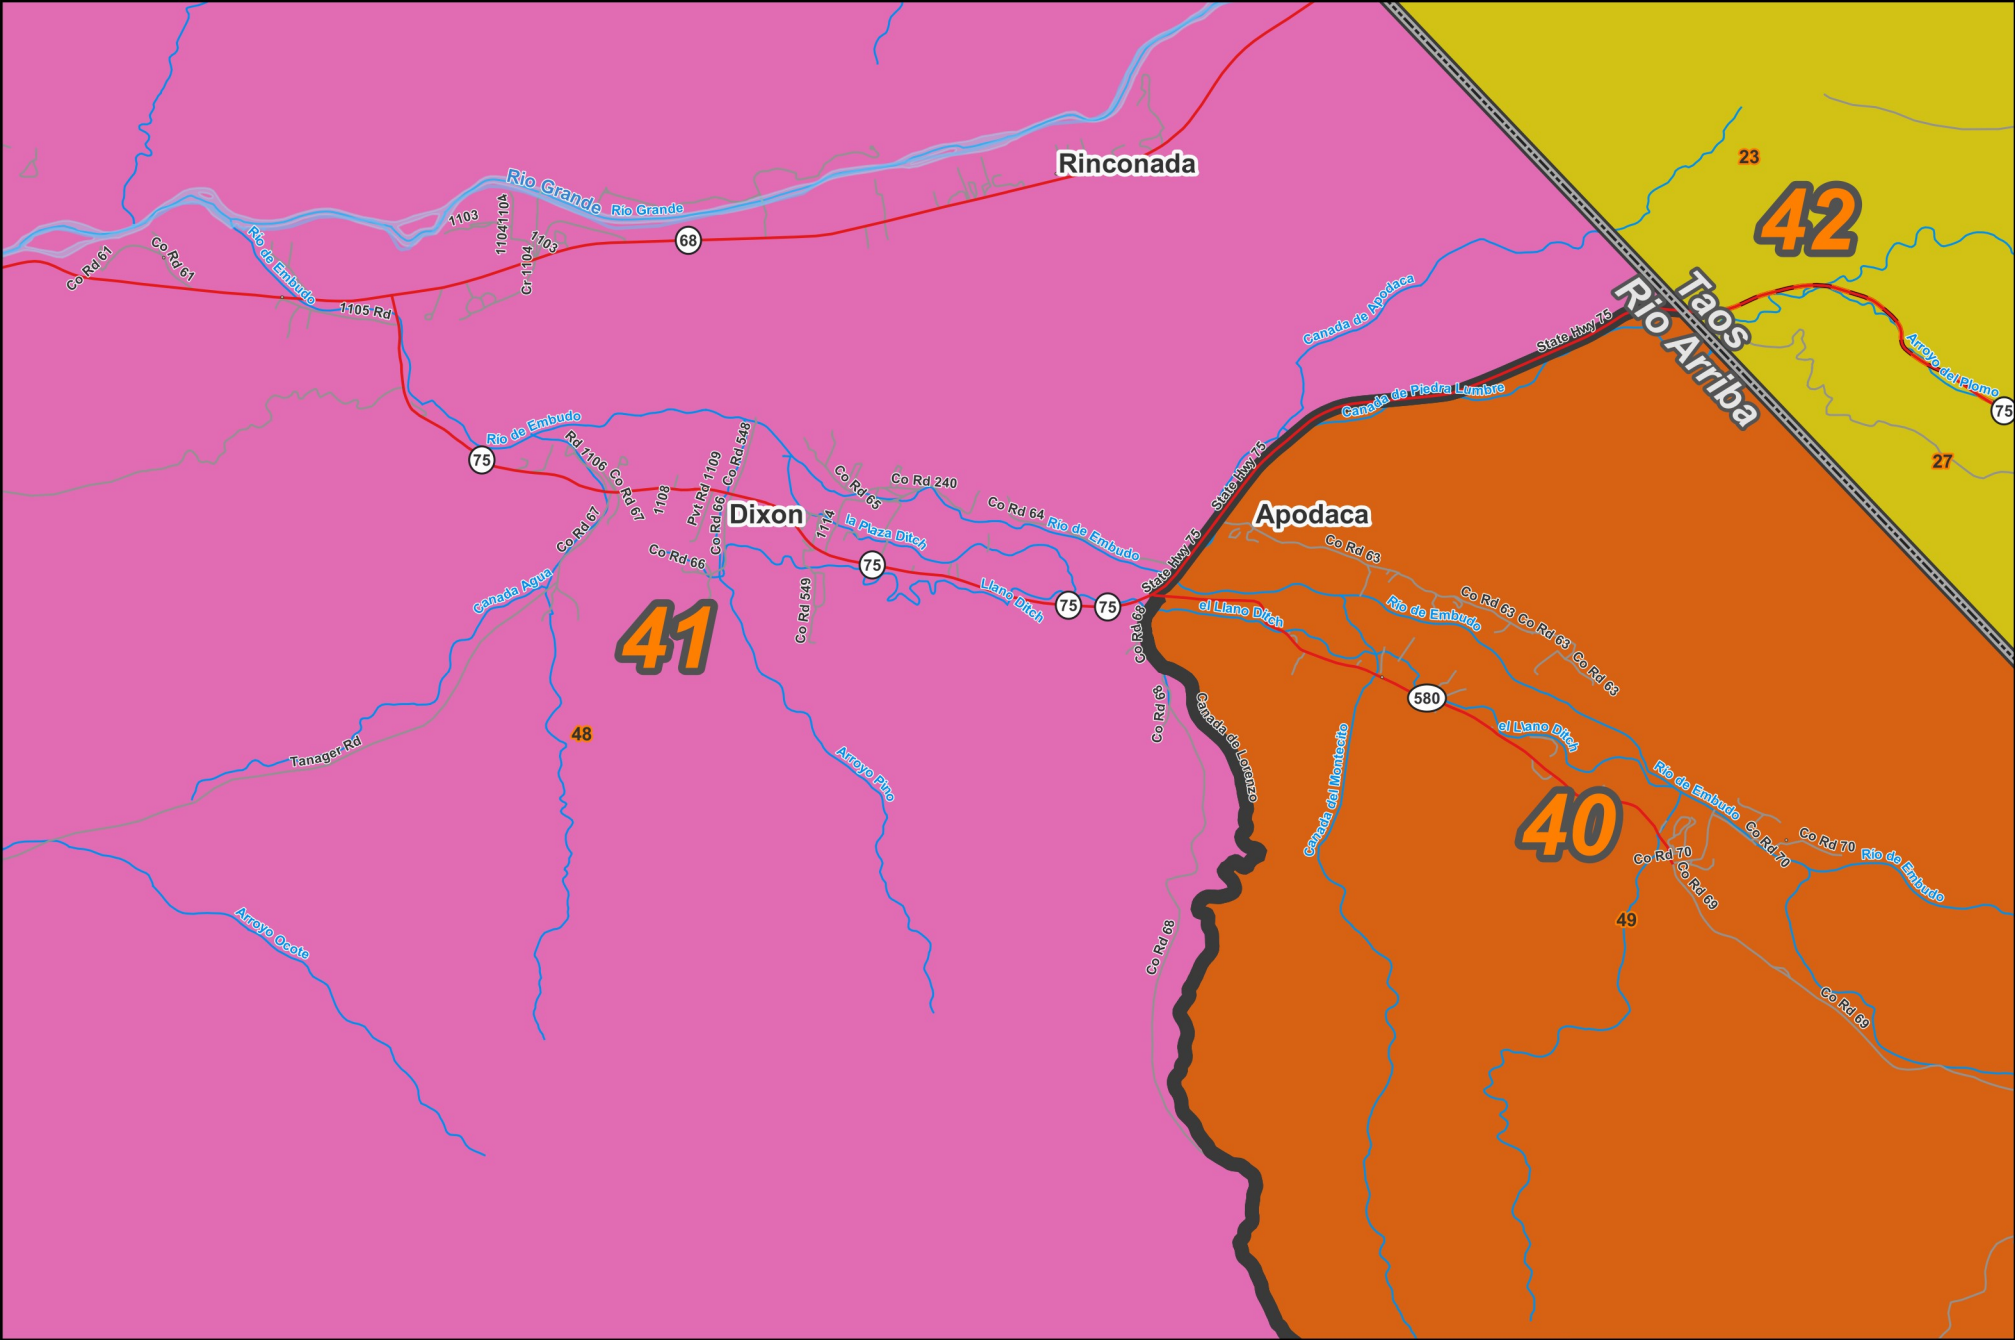 Rinconada
23
42
Rio Grande
Rio Grande
1103
1104
1104
1103
Cr 1104
68
Co Rd 61
Co Rd 61
Rio de Embudo
1105 Rd
Canada de Apodaca
Taos
Rio Arriba
State Hwy 75
Arroyo del Plomo
75
Canada de Piedra Lumbre
27
Rio de Embudo
75
Rd 1106
Co Rd 67
Co Rd 67
1108
Pvt Rd 1109
Co Rd 548
Co Rd 66
Co Rd 66
Dixon
Co Rd 65
Co Rd 240
Co Rd 64
Rio de Embudo
1114
la Plaza Ditch
State Hwy 75
State Hwy 75
Apodaca
Co Rd 63
75
Canada Agua
Co Rd 549
Llano Ditch
75
75
Co Rd 68
el Llano Ditch
Rio de Embudo
Co Rd 63
Co Rd 63
Co Rd 63
41
48
Tanager Rd
Arroyo Pino
Co Rd 68
Canada de Lorenzo
580
Canada del Montecito
el Llano Ditch
Rio de Embudo
40
Co Rd 70
Co Rd 70
Co Rd 70
Rio de Embudo
Co Rd 69
49
Arroyo Ocote
Co Rd 68
Co Rd 69